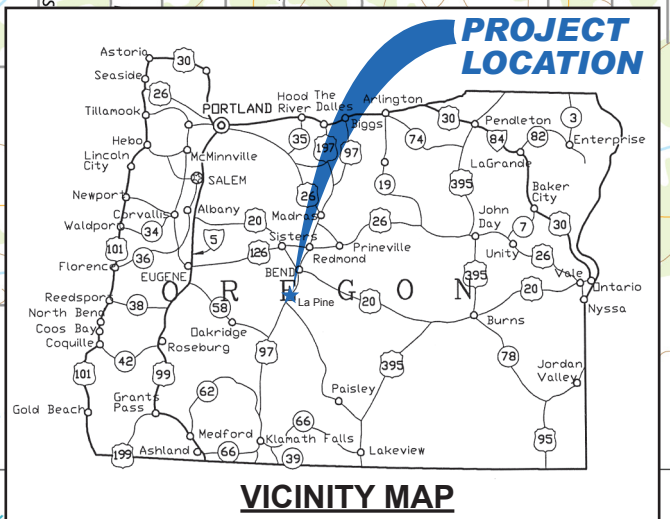 PROJECT
LOCATION
Astoria
30
Seaside
26
Tillamook
PORTLAND
Hood The
River Dalles
Arlington
Biggs
30
Pendleton
3
35
197
97
74
84
82
Enterprise
Hebo
McMinnville
LaGrande
Lincoln
City
SALEM
19
395
Baker
City
Newport
26
Corvallis
Albany
20
Madras
26
John
Day
7
30
Waldport
34
5
Sisters
Prineville
Unity
26
101
36
126
Redmond
Florence
EUGENE
BEND
395
Vale
Ontario
O R E G O N
Reedsport
38
58
La Pine
20
20
Nyssa
North Bend
Coos Bay
Oakridge
Burns
Coquille
Roseburg
97
78
42
395
Jordan
Valley
101
99
62
Paisley
Gold Beach
Grants
Pass
66
Medford
Klamath Falls
95
199
Ashland
66
39
Lakeview
VICINITY MAP